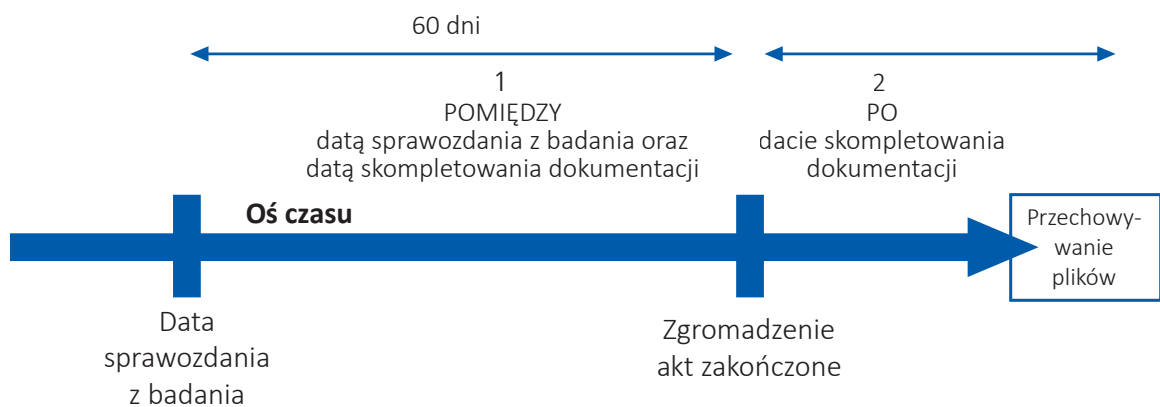 60 dni
1
POMIĘDZY
datą sprawozdania z badania oraz
datą skompletowania dokumentacji
2
PO
dacie skompletowania
dokumentacji
Oś czasu
Przechowy-
wanie
plików
Data
sprawozdania
z badania
Zgromadzenie
akt zakończone